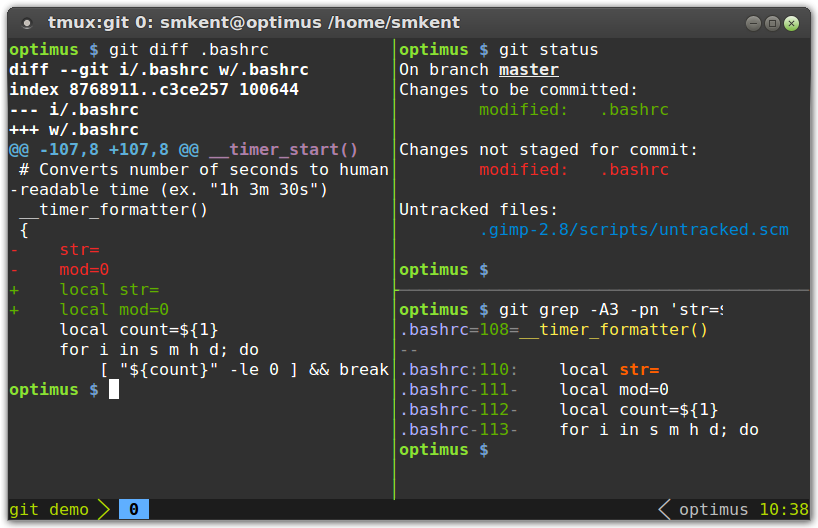 tmux:git 0: smkent@optimus /home/smkent
optimus $ git diff .bashrc
diff --git i/.bashrc w/.bashrc
index 8768911..c3ce257 100644
--- i/.bashrc
+++ w/.bashrc
@@ -107,8 +107,8 @@ __timer_start()
 # Converts number of seconds to human
-readable time (ex. "1h 3m 30s")
 __timer_formatter()
 {
-    str=
-    mod=0
+    local str=
+    local mod=0
     local count=${1}
     for i in s m h d; do
         [ "${count}" -le 0 ] && break
optimus $
optimus $ git status
On branch master
Changes to be committed:
        modified:   .bashrc
Changes not staged for commit:
        modified:   .bashrc
Untracked files:
        .gimp-2.8/scripts/untracked.scm
optimus $
optimus $ git grep -A3 -pn 'str=
.bashrc=108=__timer_formatter()
--
.bashrc:110:    local str=
.bashrc-111-    local mod=0
.bashrc-112-    local count=${1}
.bashrc-113-    for i in s m h d; do
optimus $
git demo 0 optimus 10:38